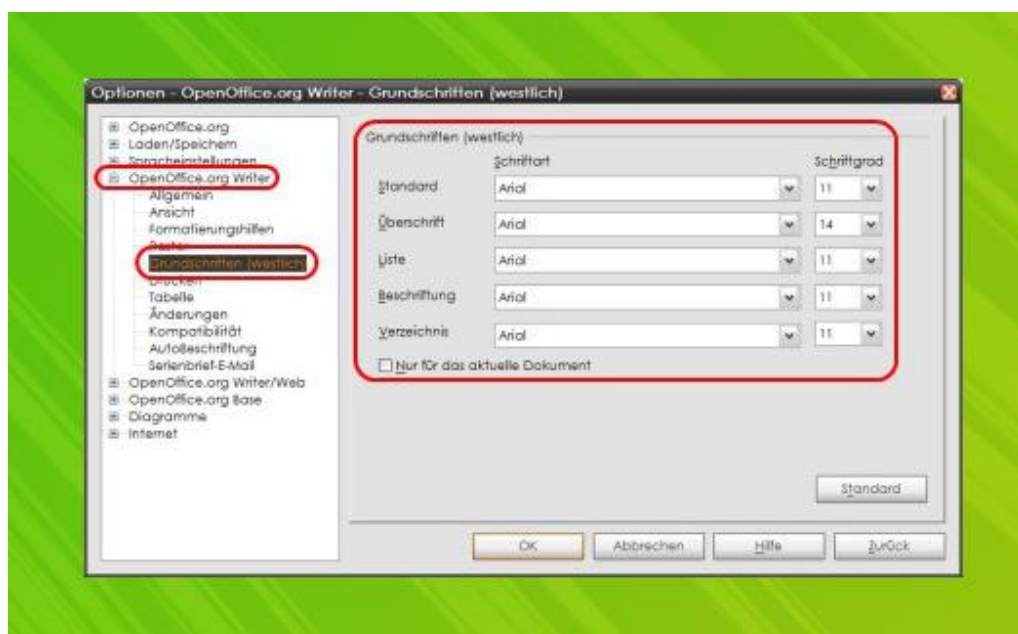 Optionen - OpenOffice.org Writer - Grundschriften (westlich)
OpenOffice.org
Laden/Speichern
Spracheinstellungen
OpenOffice.org Writer
Allgemein
Ansicht
Formatierungshilfen
Raster
Grundschriften (westlich)
Drucken
Tabelle
Änderungen
Kompatibilität
AutoBeschriftung
Serienbrief-E-Mail
OpenOffice.org Writer/Web
OpenOffice.org Base
Diagramme
Internet
Grundschriften (westlich)
Schriftart Schriftgrad
Standard Arial 11
Überschrift Arial 14
Liste Arial 11
Beschriftung Arial 11
Verzeichnis Arial 11
Nur für das aktuelle Dokument
Standard
OK Abbrechen Hilfe Zurück